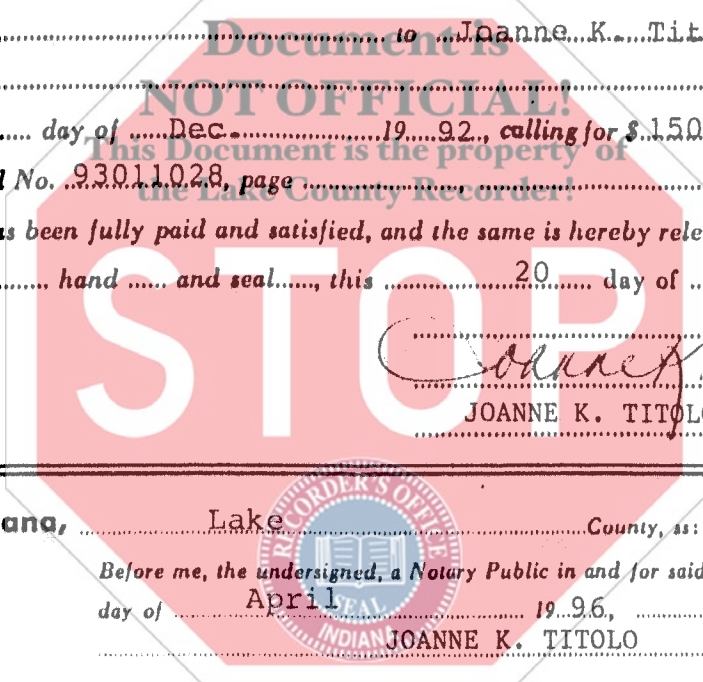 to Joanne K. Tit
Document is
NOT OFFICIAL!
day of Dec. 19 92, calling for $ 150
This Document is the property of
No. 93011028, page
the Lake County Recorder!
s been fully paid and satisfied, and the same is hereby rele
hand and seal, this 20 day of
STOP
Joanne K
JOANNE K. TITOLO
ana, Lake County, ss:
RECORDER'S OFFICE
Before me, the undersigned, a Notary Public in and for said
day of April 19 96,
SEAL
INDIANA
JOANNE K. TITOLO